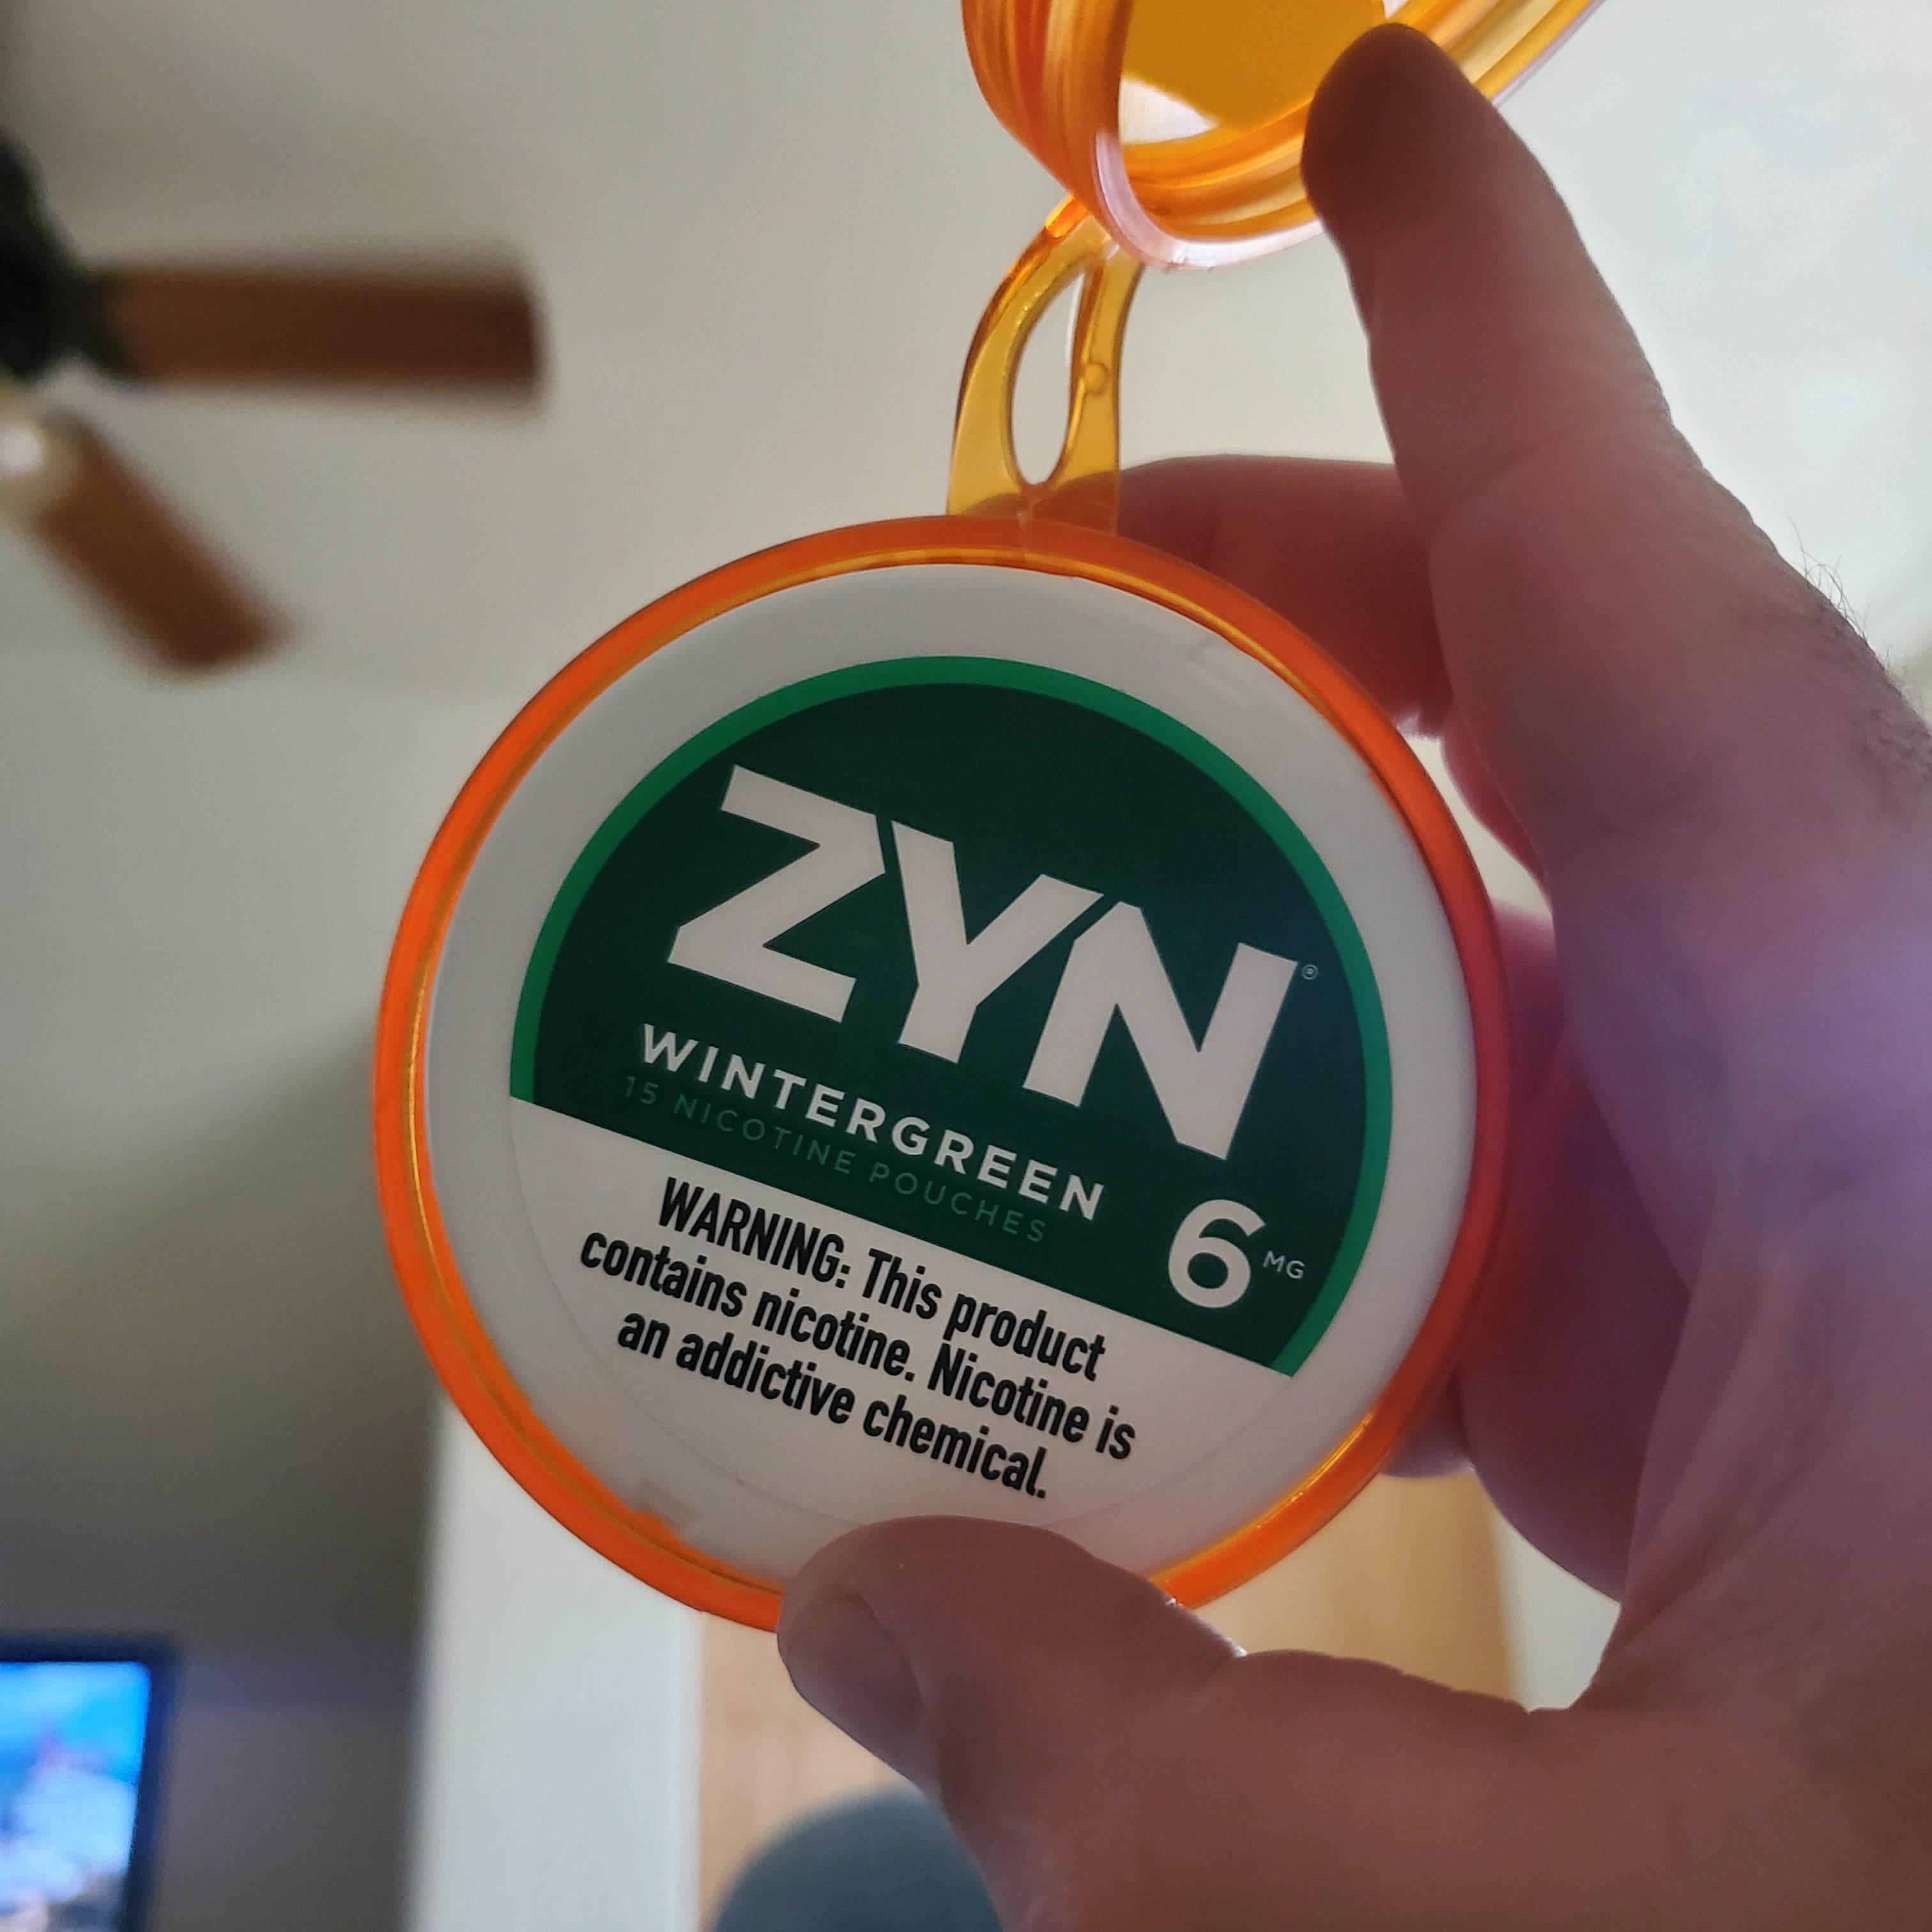 ZYN®
WINTERGREEN
15 NICOTINE POUCHES
6 MG
WARNING: This product
contains nicotine. Nicotine is
an addictive chemical.